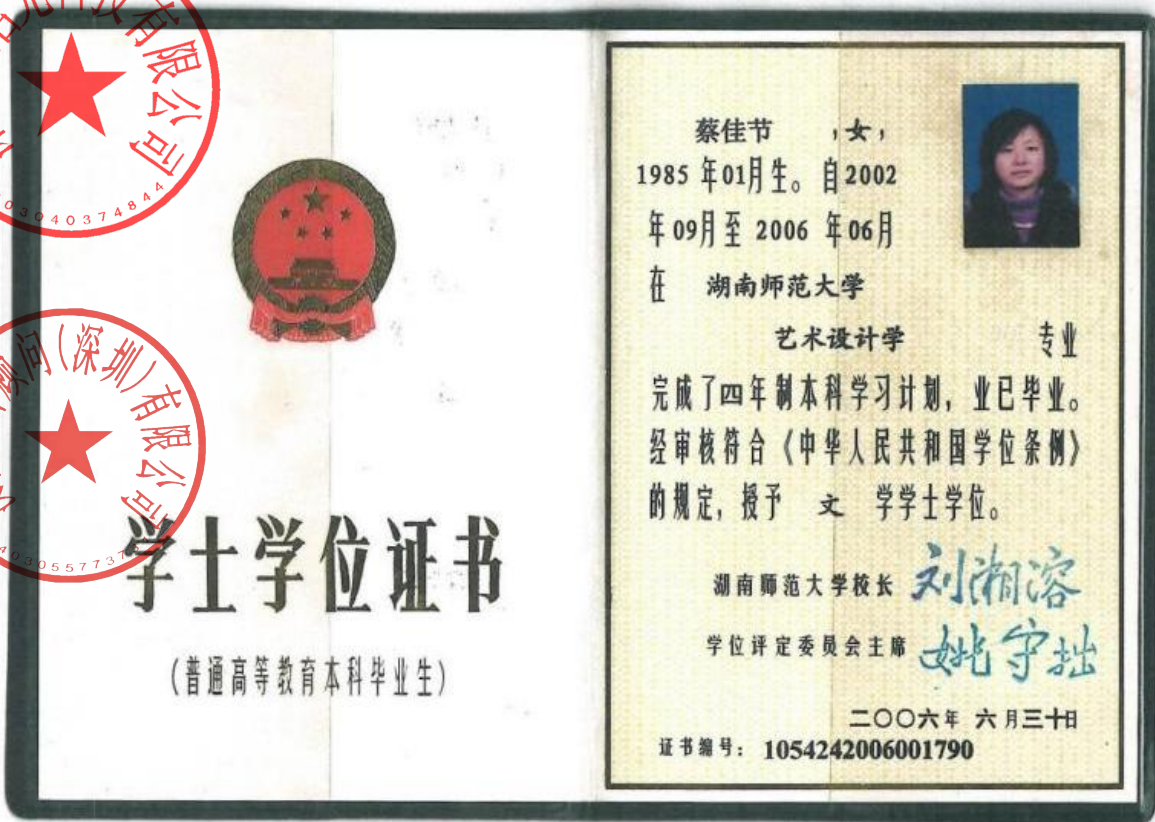 科技有限公司
03040374844
顾问(深圳)有限公司
学士学位证书
(普通高等教育本科毕业生)
蔡佳节 ,女,
1985 年01月生。自2002
年09月至 2006 年06月
在 湖南师范大学
艺术设计学 专业
完成了四年制本科学习计划,业已毕业。
经审核符合《中华人民共和国学位条例》
的规定,授予 文 学学士学位。
湖南师范大学校长 刘湘溶
学位评定委员会主席 姚守拙
二〇〇六年 六月三十日
证书编号: 1054242006001790